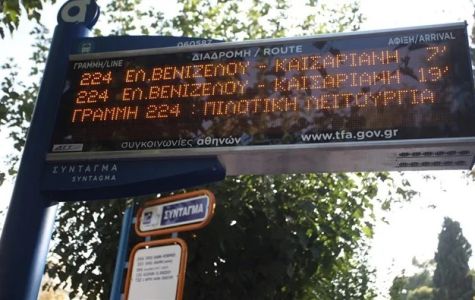 060587
ΓΡΑΜΜΗ/LINE ΔΙΑΔΡΟΜΗ / ROUTE ΑΦΙΞΗ/ARRIVAL
224 ΕΛ.ΒΕΝΙΖΕΛΟΥ - ΚΑΙΣΑΡΙΑΝΗ 7'
224 ΕΛ.ΒΕΝΙΖΕΛΟΥ - ΚΑΙΣΑΡΙΑΝΗ 19'
ΓΡΑΜΜΗ 224 : ΠΙΛΟΤΙΚΗ ΛΕΙΤΟΥΡΓΙΑ
συγκοινωνίες αθηνών www.tfa.gov.gr
ΣΥΝΤΑΓΜΑ
SYNTAGMA
ΣΥΝΤΑΓΜΑ